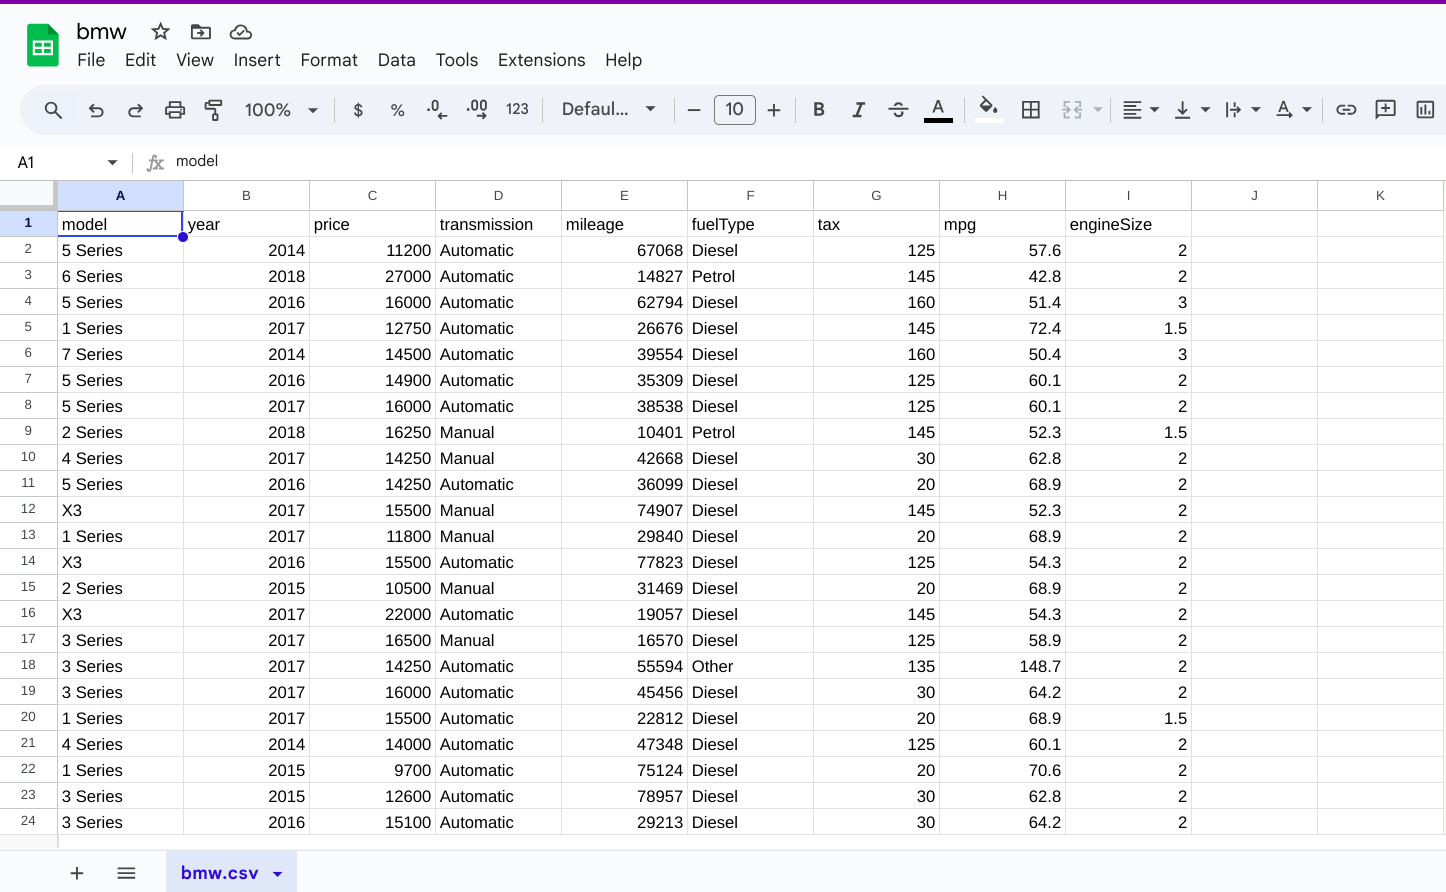 bmw
File Edit View Insert Format Data Tools Extensions Help
100% $ % .0 .00 123 Defaul... 10 B I S A A
A1 fx model
A B C D E F G H I J K
1 model year price transmission mileage fuelType tax mpg engineSize
2 5 Series 2014 11200 Automatic 67068 Diesel 125 57.6 2
3 6 Series 2018 27000 Automatic 14827 Petrol 145 42.8 2
4 5 Series 2016 16000 Automatic 62794 Diesel 160 51.4 3
5 1 Series 2017 12750 Automatic 26676 Diesel 145 72.4 1.5
6 7 Series 2014 14500 Automatic 39554 Diesel 160 50.4 3
7 5 Series 2016 14900 Automatic 35309 Diesel 125 60.1 2
8 5 Series 2017 16000 Automatic 38538 Diesel 125 60.1 2
9 2 Series 2018 16250 Manual 10401 Petrol 145 52.3 1.5
10 4 Series 2017 14250 Manual 42668 Diesel 30 62.8 2
11 5 Series 2016 14250 Automatic 36099 Diesel 20 68.9 2
12 X3 2017 15500 Manual 74907 Diesel 145 52.3 2
13 1 Series 2017 11800 Manual 29840 Diesel 20 68.9 2
14 X3 2016 15500 Automatic 77823 Diesel 125 54.3 2
15 2 Series 2015 10500 Manual 31469 Diesel 20 68.9 2
16 X3 2017 22000 Automatic 19057 Diesel 145 54.3 2
17 3 Series 2017 16500 Manual 16570 Diesel 125 58.9 2
18 3 Series 2017 14250 Automatic 55594 Other 135 148.7 2
19 3 Series 2017 16000 Automatic 45456 Diesel 30 64.2 2
20 1 Series 2017 15500 Automatic 22812 Diesel 20 68.9 1.5
21 4 Series 2014 14000 Automatic 47348 Diesel 125 60.1 2
22 1 Series 2015 9700 Automatic 75124 Diesel 20 70.6 2
23 3 Series 2015 12600 Automatic 78957 Diesel 30 62.8 2
24 3 Series 2016 15100 Automatic 29213 Diesel 30 64.2 2
bmw.csv